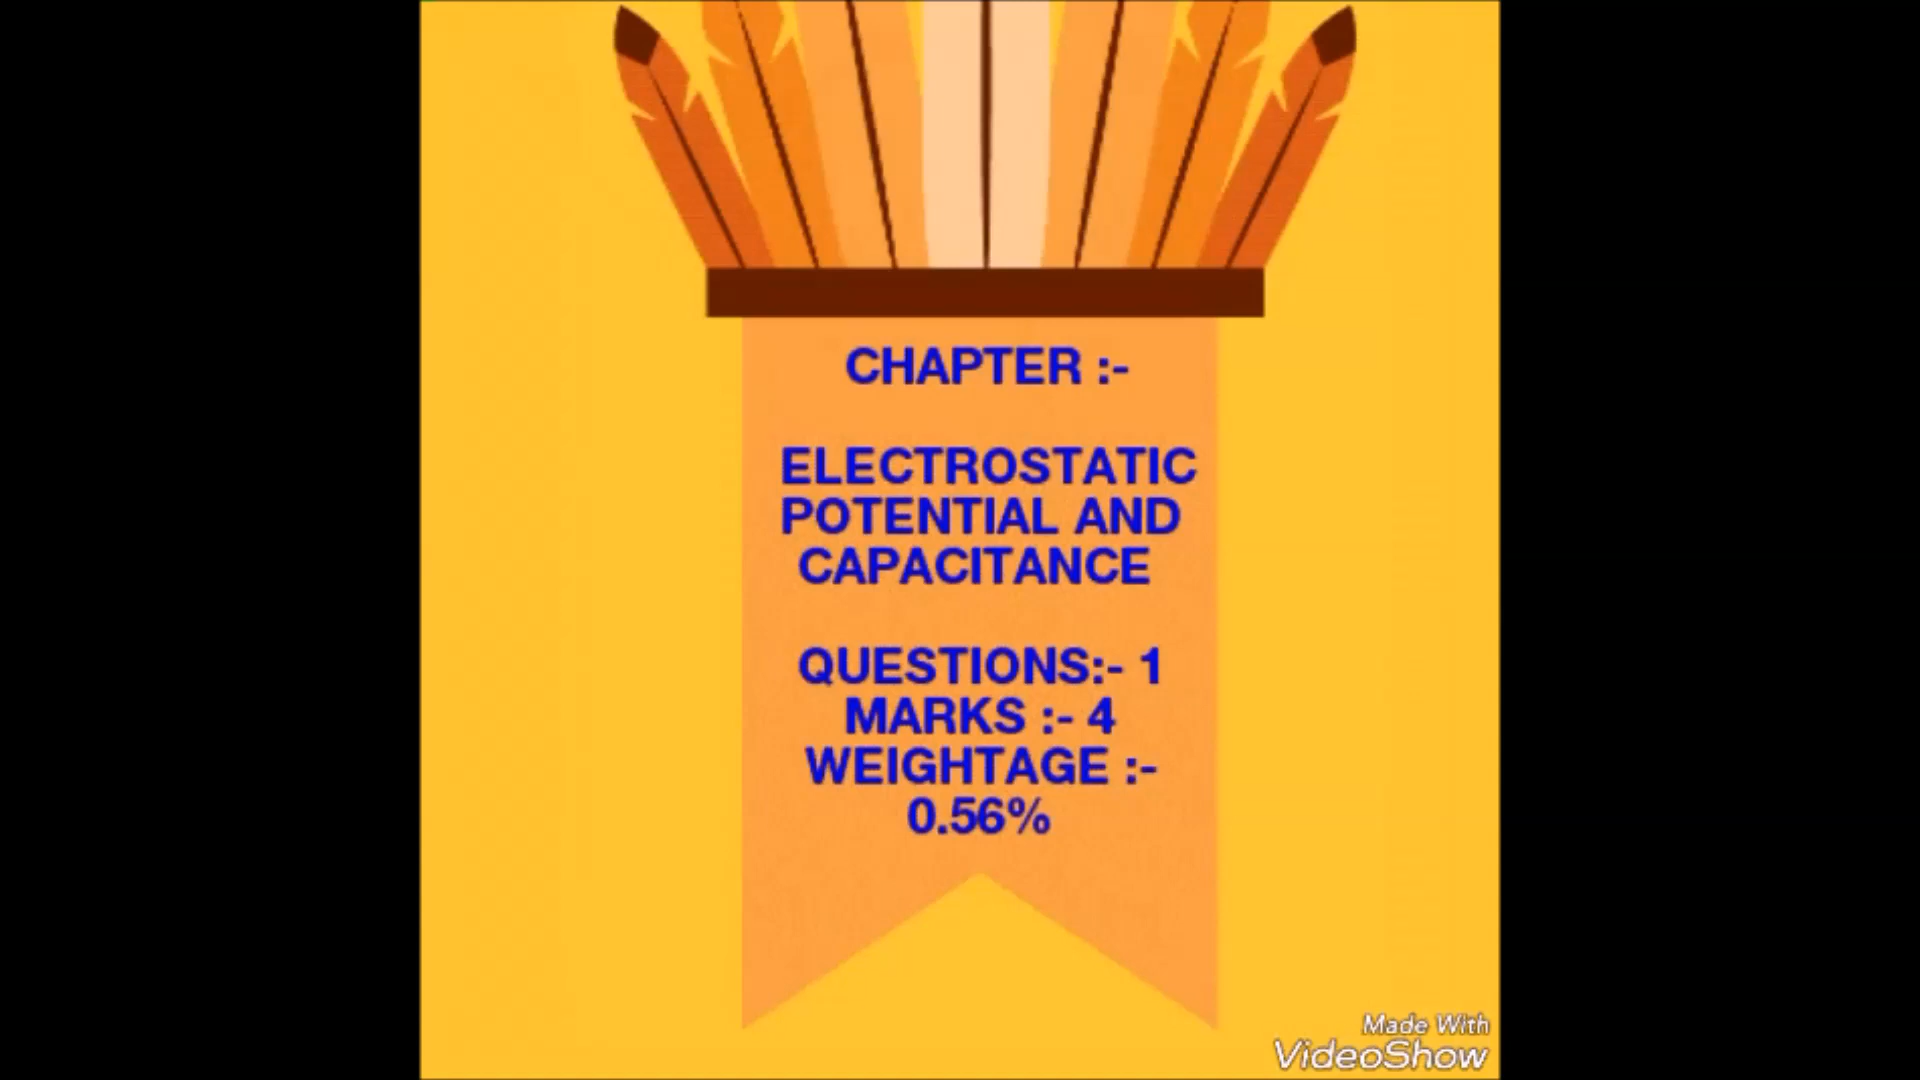 CHAPTER :-
ELECTROSTATIC
POTENTIAL AND
CAPACITANCE
QUESTIONS:- 1
MARKS :- 4
WEIGHTAGE :-
0.56%
Made With
VideoShow